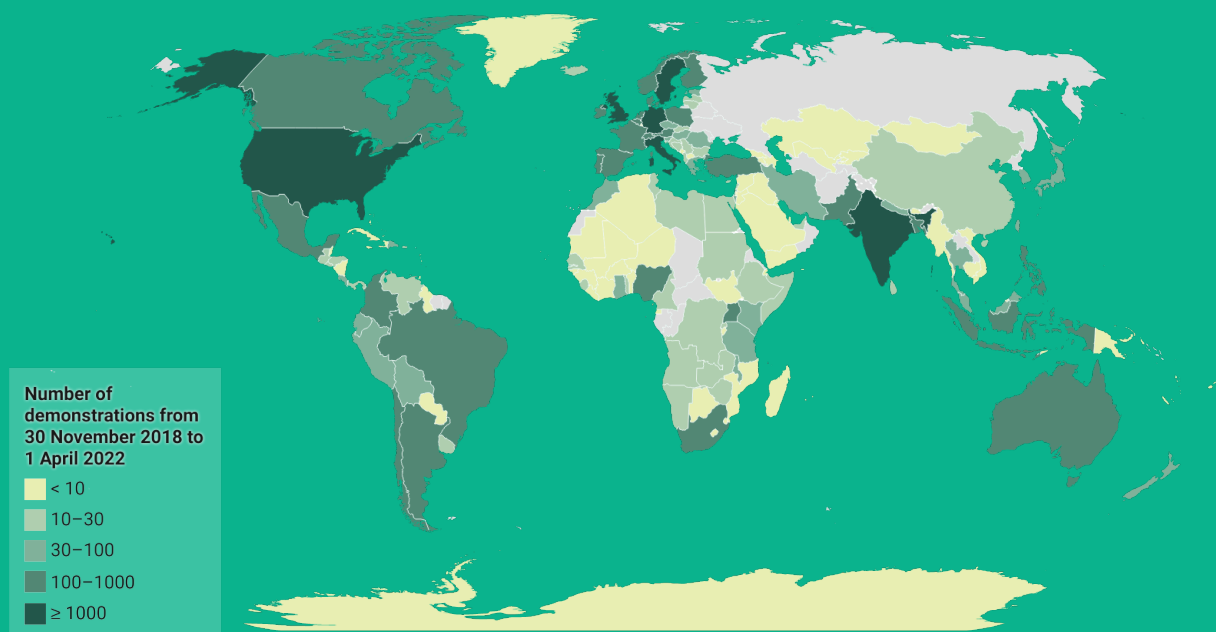 Number of
demonstrations from
30 November 2018 to
1 April 2022
< 10
10–30
30–100
100–1000
≥ 1000